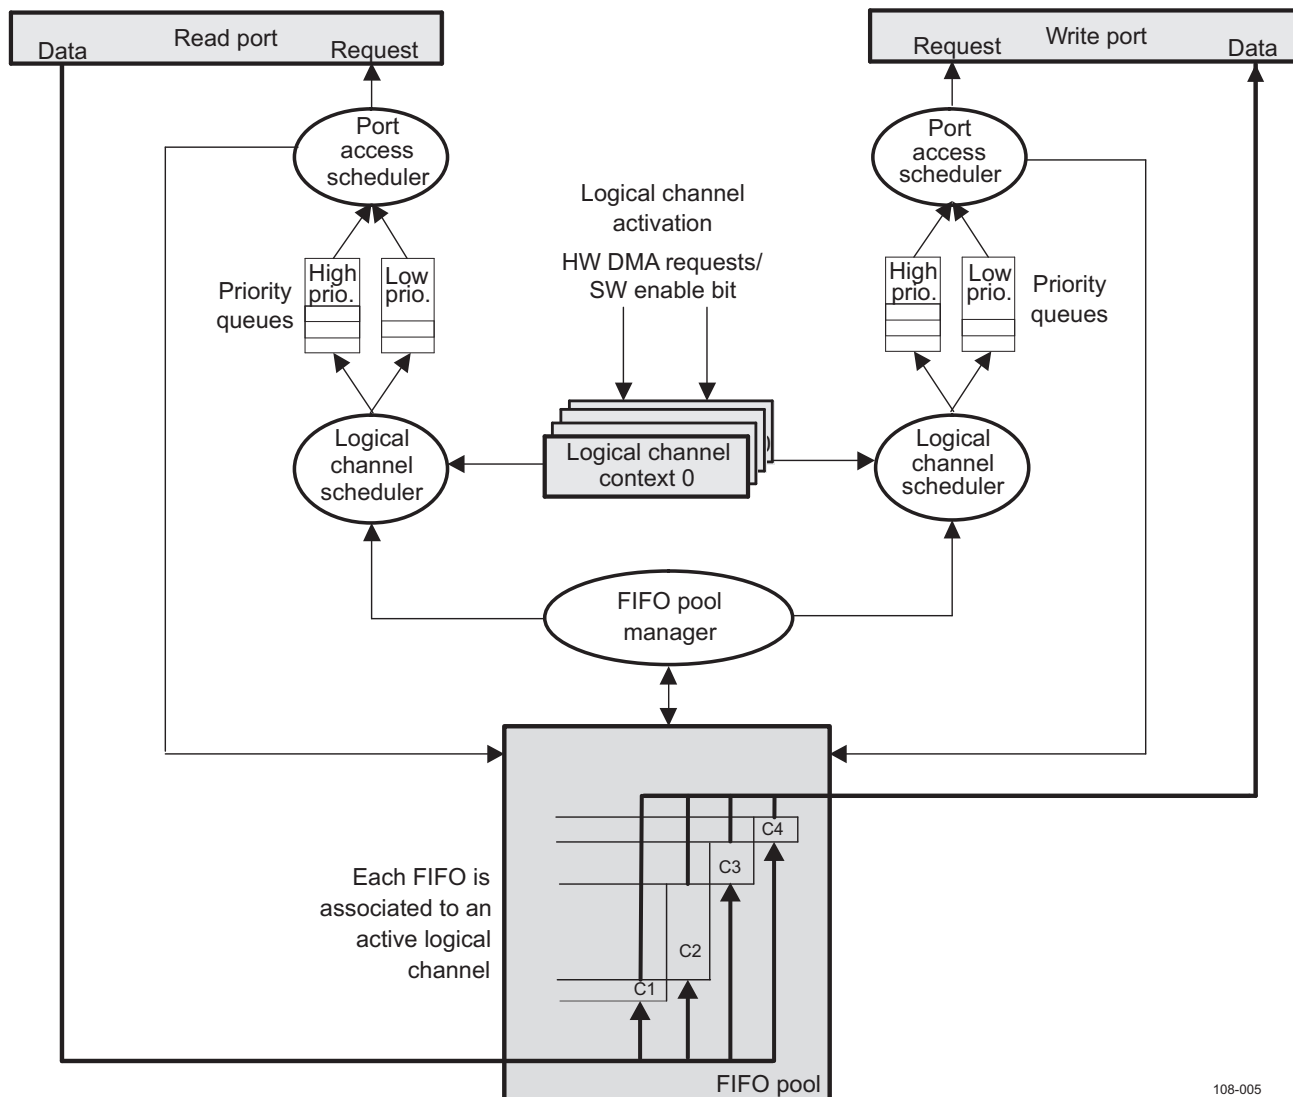 Read port
Data
Request
Write port
Request
Data
Port
access
scheduler
Port
access
scheduler
Logical channel
activation
HW DMA requests/
SW enable bit
Priority
queues
High
prio.
Low
prio.
High
prio.
Low
prio.
Priority
queues
Logical
channel
scheduler
Logical channel
context 0
Logical
channel
scheduler
FIFO pool
manager
C4
C3
C2
C1
Each FIFO is
associated to an
active logical
channel
FIFO pool
108-005